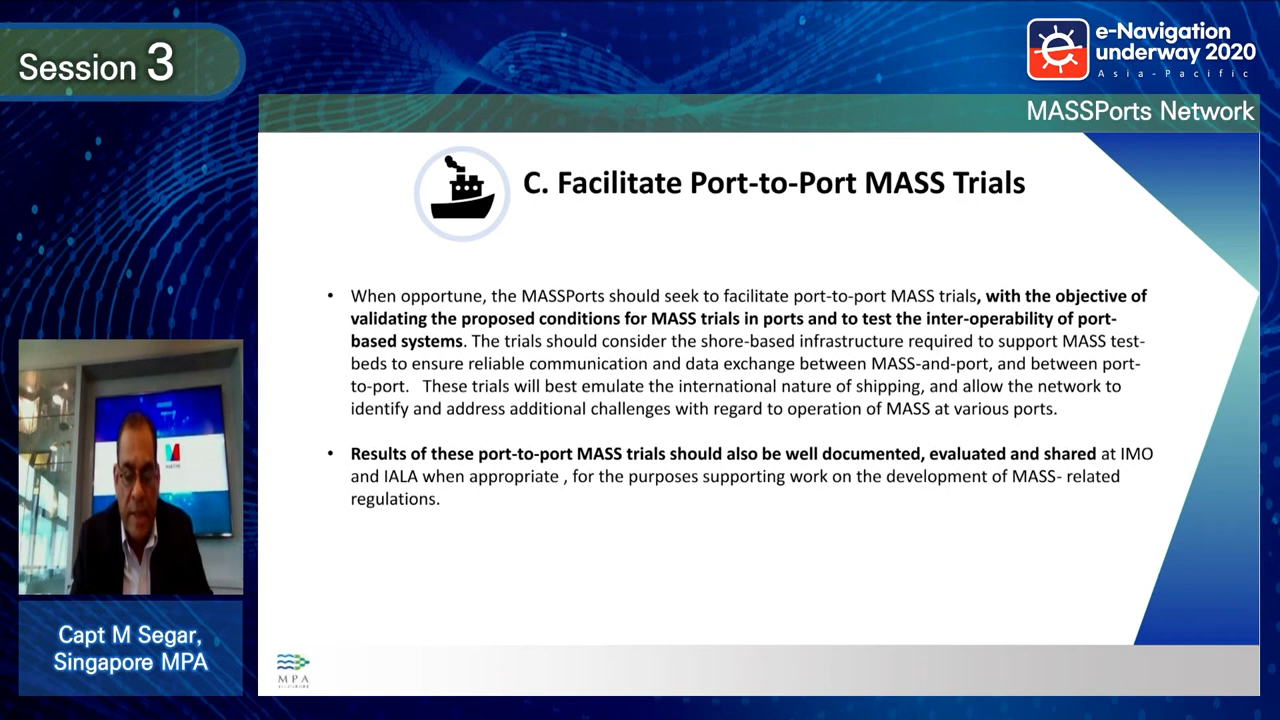 Session 3
e-Navigation
underway 2020
Asia-Pacific
MASSPorts Network
C. Facilitate Port-to-Port MASS Trials
• When opportune, the MASSPorts should seek to facilitate port-to-port MASS trials, with the objective of
validating the proposed conditions for MASS trials in ports and to test the inter-operability of port-
based systems. The trials should consider the shore-based infrastructure required to support MASS test-
beds to ensure reliable communication and data exchange between MASS-and-port, and between port-
to-port. These trials will best emulate the international nature of shipping, and allow the network to
identify and address additional challenges with regard to operation of MASS at various ports.
• Results of these port-to-port MASS trials should also be well documented, evaluated and shared at IMO
and IALA when appropriate , for the purposes supporting work on the development of MASS- related
regulations.
Capt M Segar,
Singapore MPA
MPA